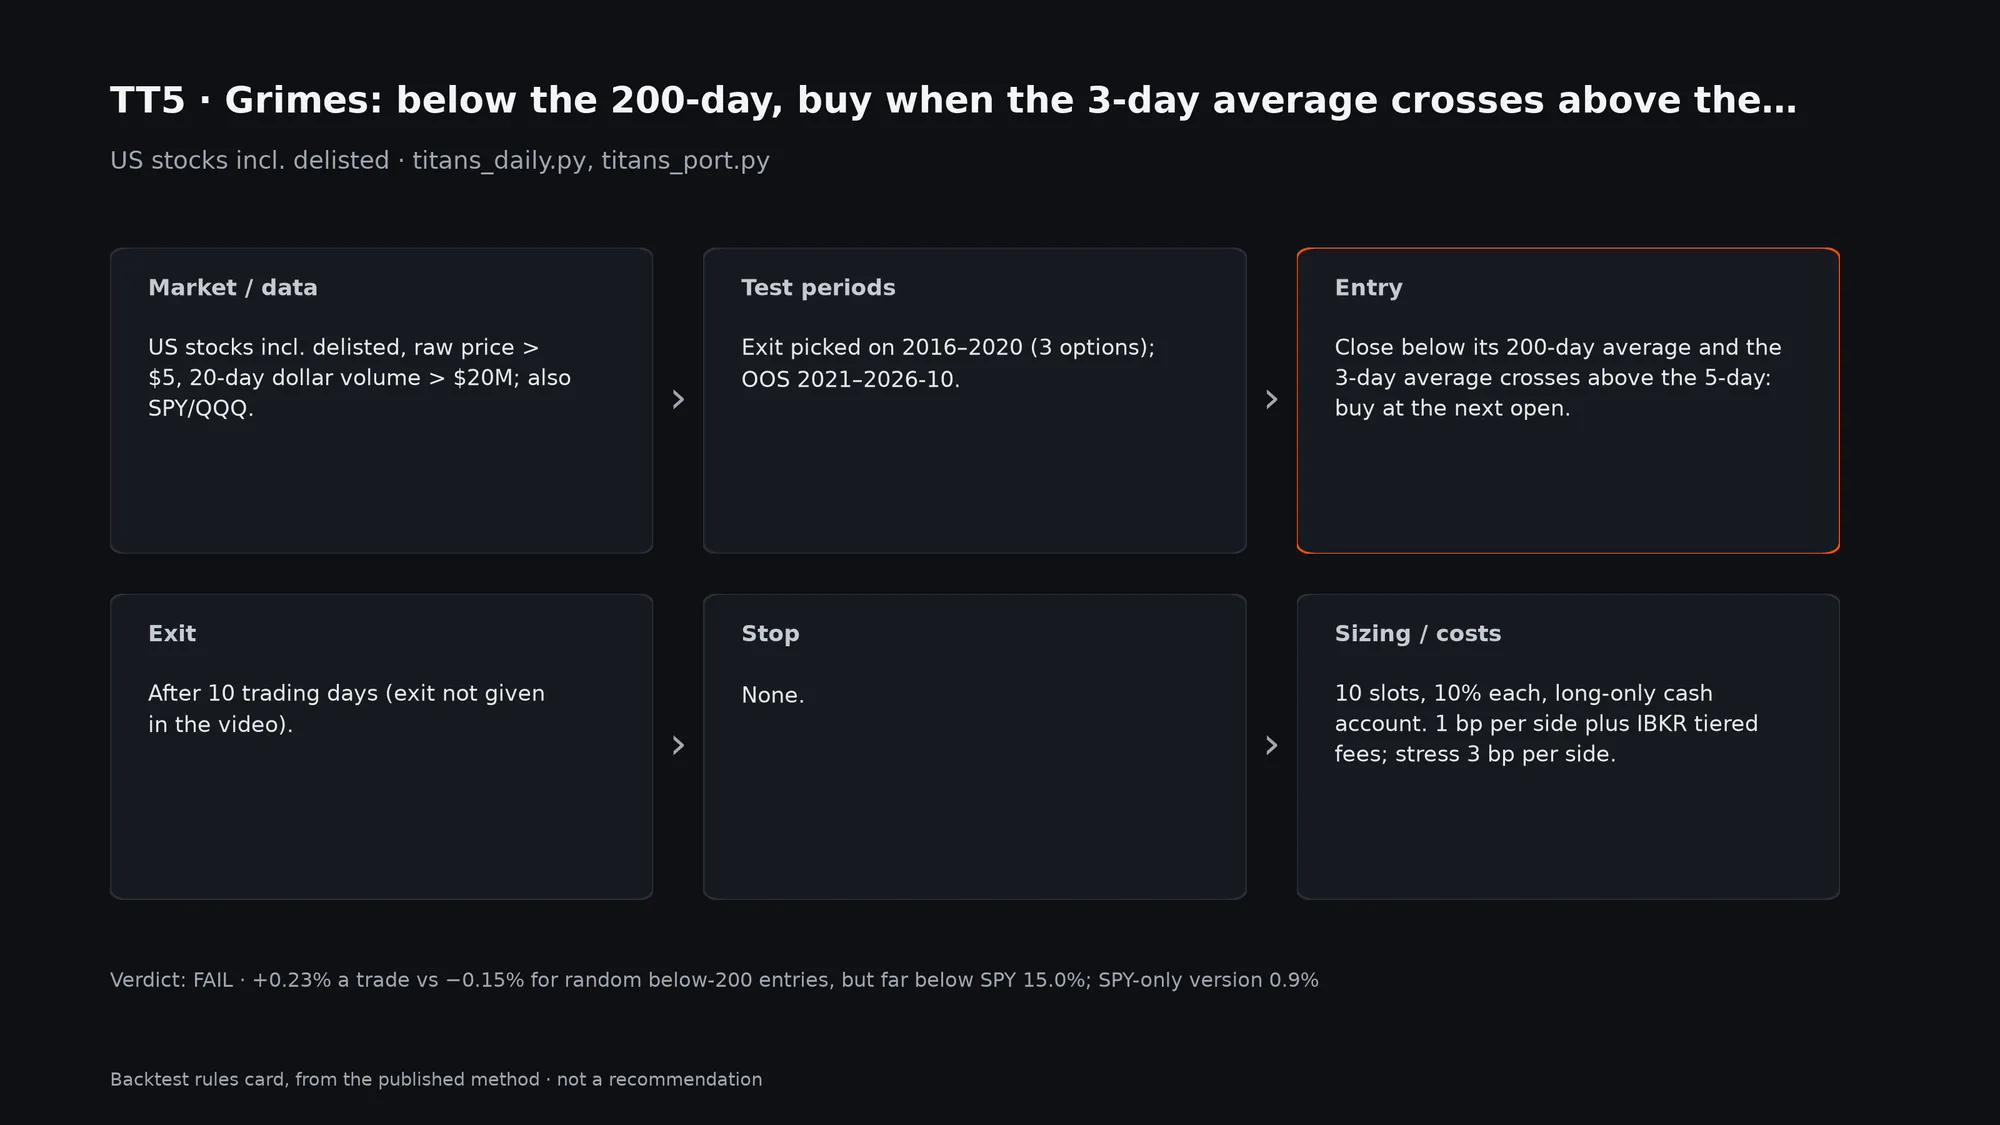 TT5 · Grimes: below the 200-day, buy when the 3-day average crosses above the…
US stocks incl. delisted · titans_daily.py, titans_port.py
Market / data
US stocks incl. delisted, raw price >
$5, 20-day dollar volume > $20M; also
SPY/QQQ.
›
Test periods
Exit picked on 2016–2020 (3 options);
OOS 2021–2026-10.
›
Entry
Close below its 200-day average and the
3-day average crosses above the 5-day:
buy at the next open.
Exit
After 10 trading days (exit not given
in the video).
›
Stop
None.
›
Sizing / costs
10 slots, 10% each, long-only cash
account. 1 bp per side plus IBKR tiered
fees; stress 3 bp per side.
Verdict: FAIL · +0.23% a trade vs −0.15% for random below-200 entries, but far below SPY 15.0%; SPY-only version 0.9%
Backtest rules card, from the published method · not a recommendation